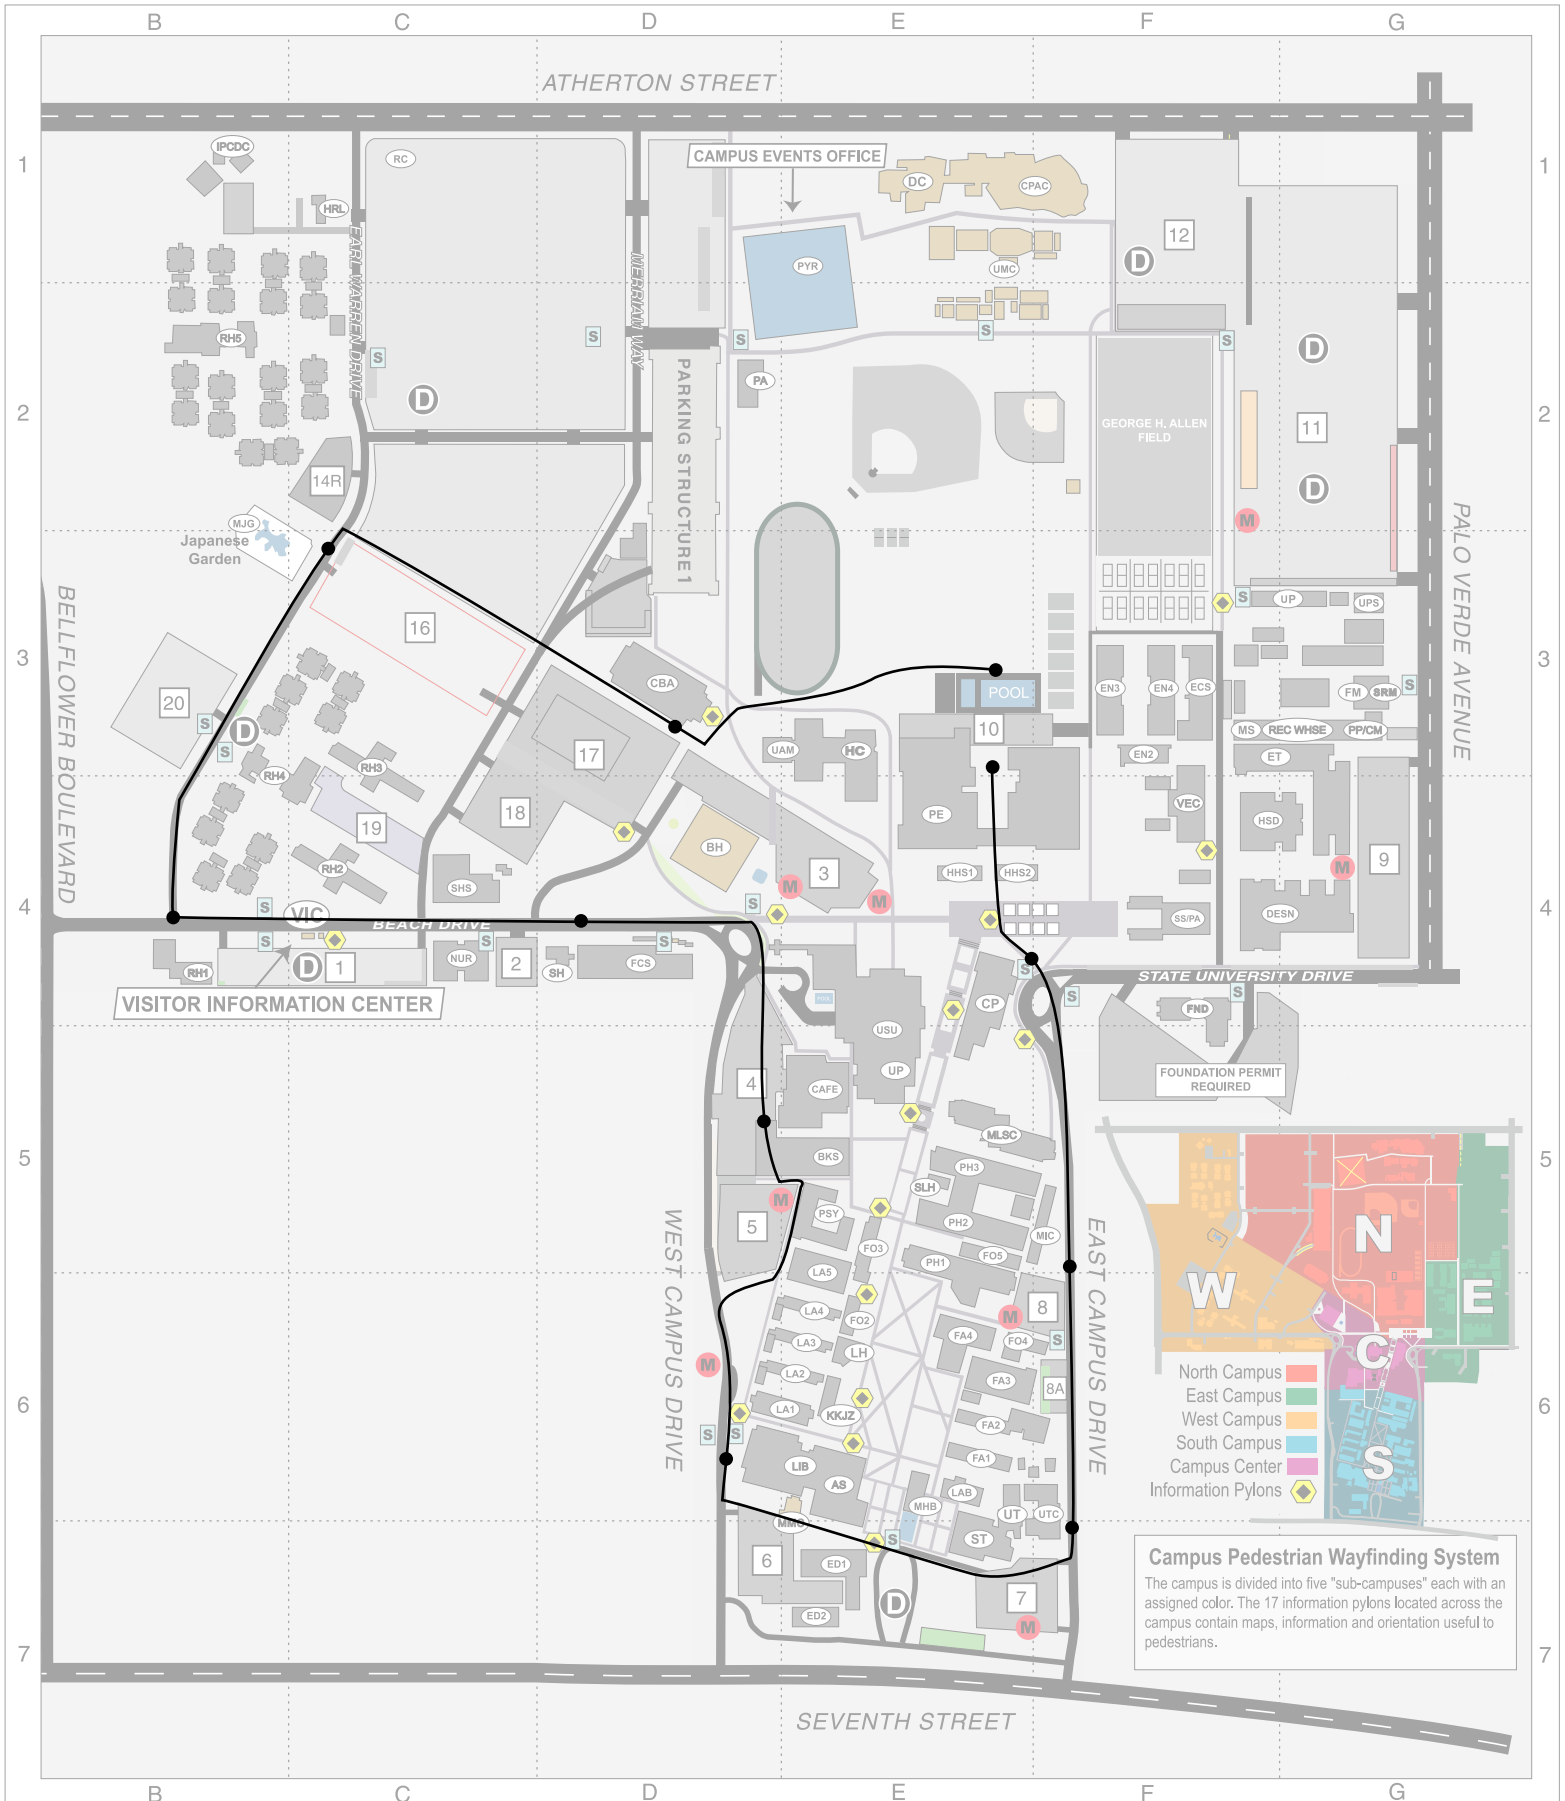 B C D E F G
ATHERTON STREET
1 1
IPCDC
RC
CAMPUS EVENTS OFFICE
DC
CPAC
HRL
EARL WARREN DRIVE
MERRIAM WAY
12
PYR
UMC
D
RH5
S
S
S
S
S
D
PARKING STRUCTURE1
PA
D
2 2
GEORGE H. ALLEN
FIELD
11
14R
D
MJG
Japanese
Garden
M
PALO VERDE AVENUE
BELLFLOWER BOULEVARD
S
UP
UPS
16
3 3
CBA
EN3
EN4
ECS
S
FM
SRM
POOL
20
S
D
S
10
MS
REC WHSE
PP/CM
17
UAM
HC
EN2
ET
RH4
RH3
18
PE
VEC
19
HSD
BH
9
RH2
3
HHS1
HHS2
M
SHS
M
M
4 4
S
VIC
BEACH DRIVE
S
SS/PA
DESN
S
S
S
RH1
D
1
NUR
2
SH
FCS
STATE UNIVERSITY DRIVE
VISITOR INFORMATION CENTER
S
S
S
CP
FND
USU
FOUNDATION PERMIT
REQUIRED
UP
4
CAFE
MLSC
5 5
BKS
PH3
SLH
M
5
PSY
PH2
MIC
WEST CAMPUS DRIVE
EAST CAMPUS DRIVE
FO3
FO5
PH1
LA5
N
W
E
C
S
8
LA4
M
FO2
FA4
FO4
S
LA3
LH
M
LA2
FA3
8A
6 6
LA1
KKJZ
FA2
S
S
LIB
FA1
AS
LAB
MHB
UT
UTC
MMC
S
ST
6
ED1
7
D
ED2
M
North Campus
East Campus
West Campus
South Campus
Campus Center
Information Pylons
Campus Pedestrian Wayfinding System
The campus is divided into five "sub-campuses" each with an
assigned color. The 17 information pylons located across the
campus contain maps, information and orientation useful to
pedestrians.
7 7
SEVENTH STREET
B C D E F G